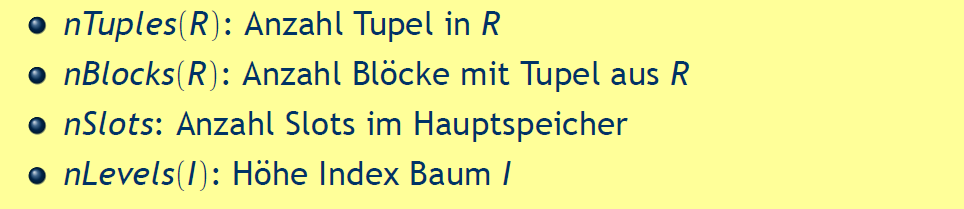 nTuples(R): Anzahl Tupel in R
nBlocks(R): Anzahl Blöcke mit Tupel aus R
nSlots: Anzahl Slots im Hauptspeicher
nLevels(I): Höhe Index Baum I